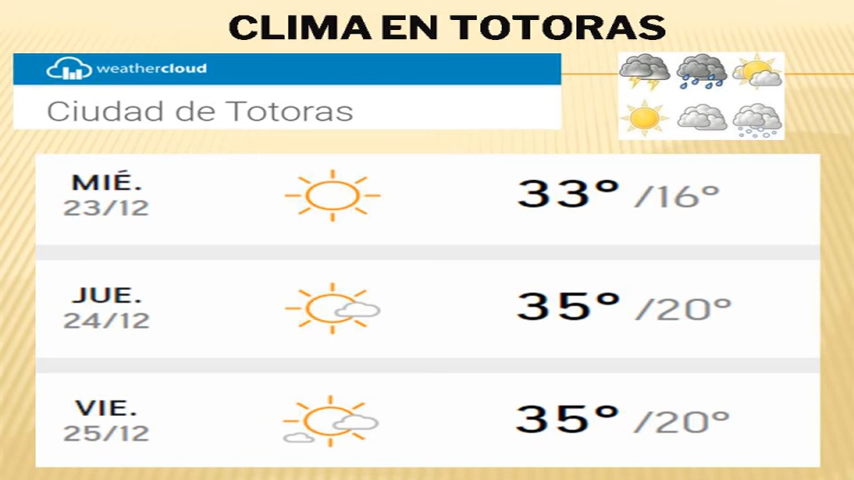 CLIMA EN TOTORAS
weathercloud
Ciudad de Totoras
MIÉ.
23/12
33° /16°
JUE.
24/12
35° /20°
VIE.
25/12
35° /20°